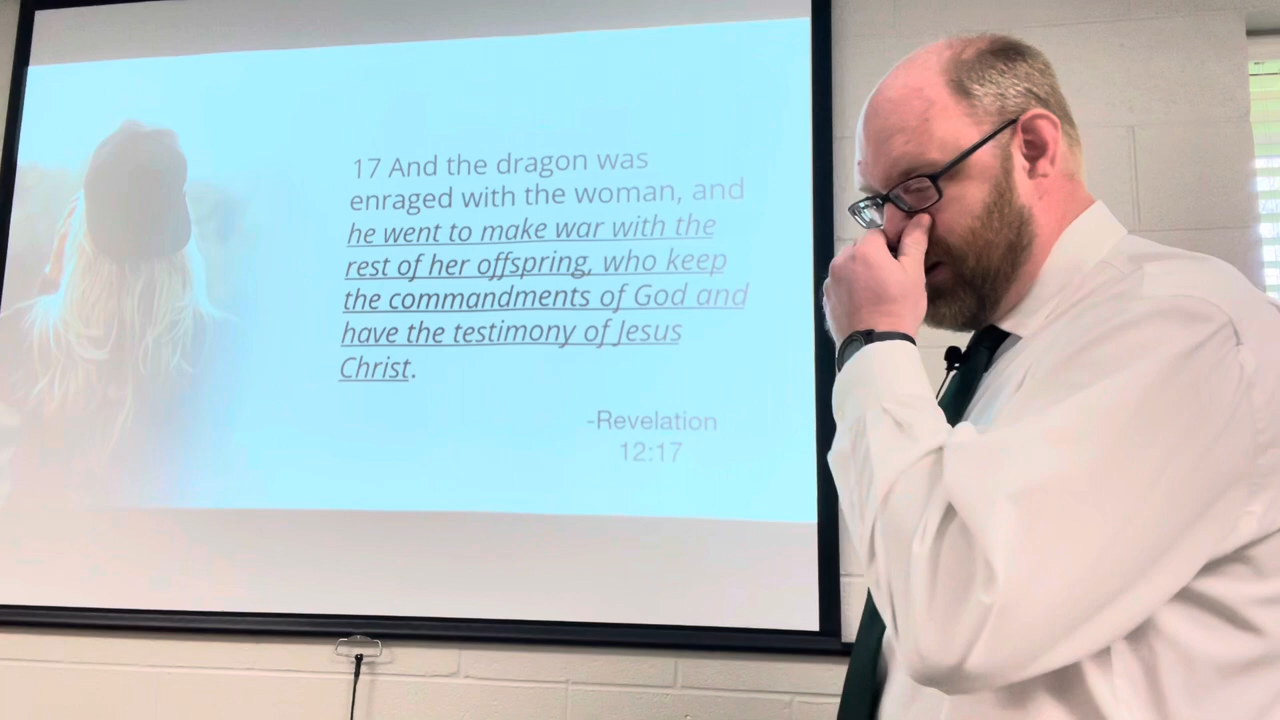 17 And the dragon was
enraged with the woman, and
he went to make war with the
rest of her offspring, who keep
the commandments of God and
have the testimony of Jesus
Christ.
-Revelation
12:17